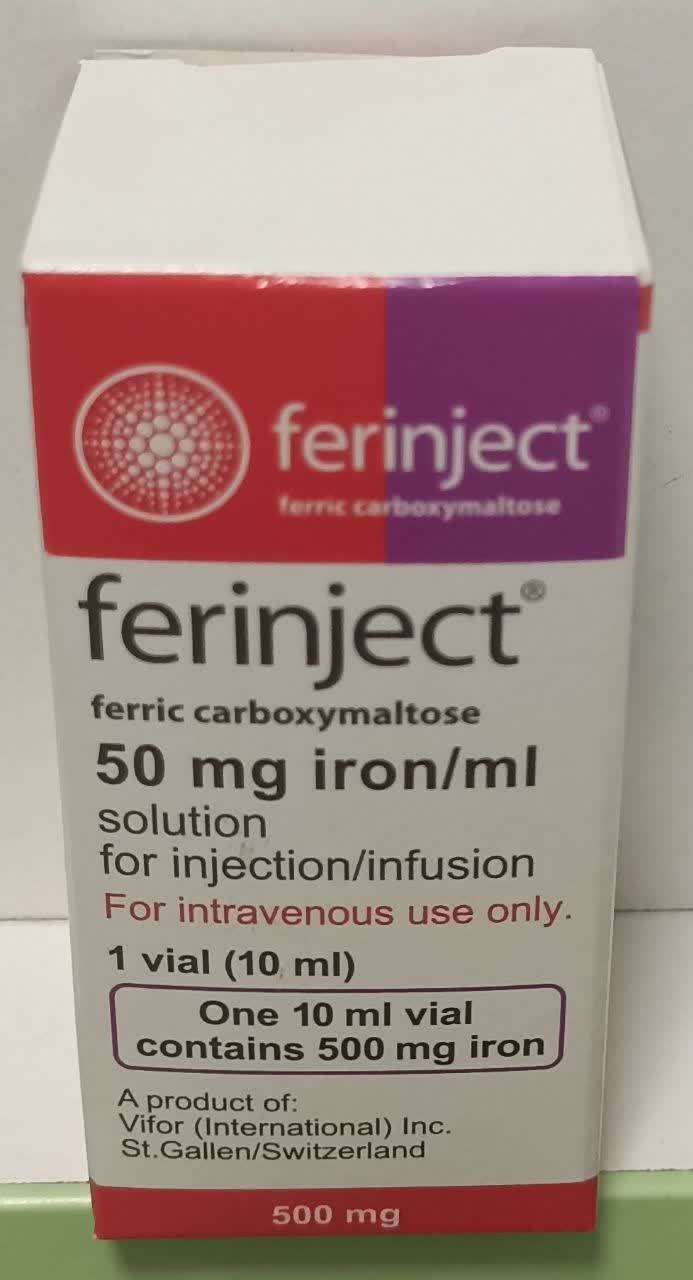 ferinject®
ferric carboxymaltose
ferinject®
ferric carboxymaltose
50 mg iron/ml
solution
for injection/infusion
For intravenous use only.
1 vial (10 ml)
One 10 ml vial
contains 500 mg iron
A product of:
Vifor (International) Inc.
St.Gallen/Switzerland
500 mg